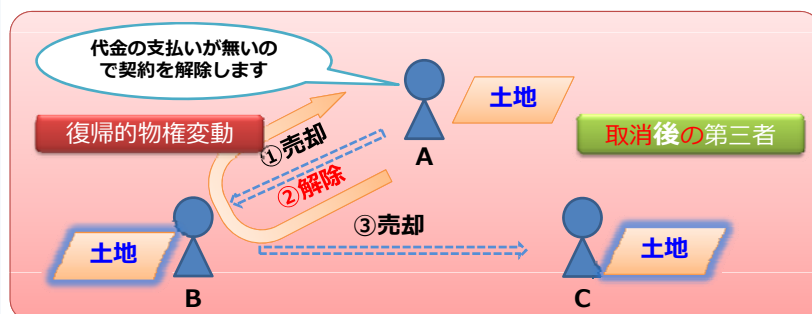 代金の支払いが無いの
で契約を解除します
土地
復帰的物権変動
取消後の第三者
①売却
A
②解除
③売却
土地
土地
B
C